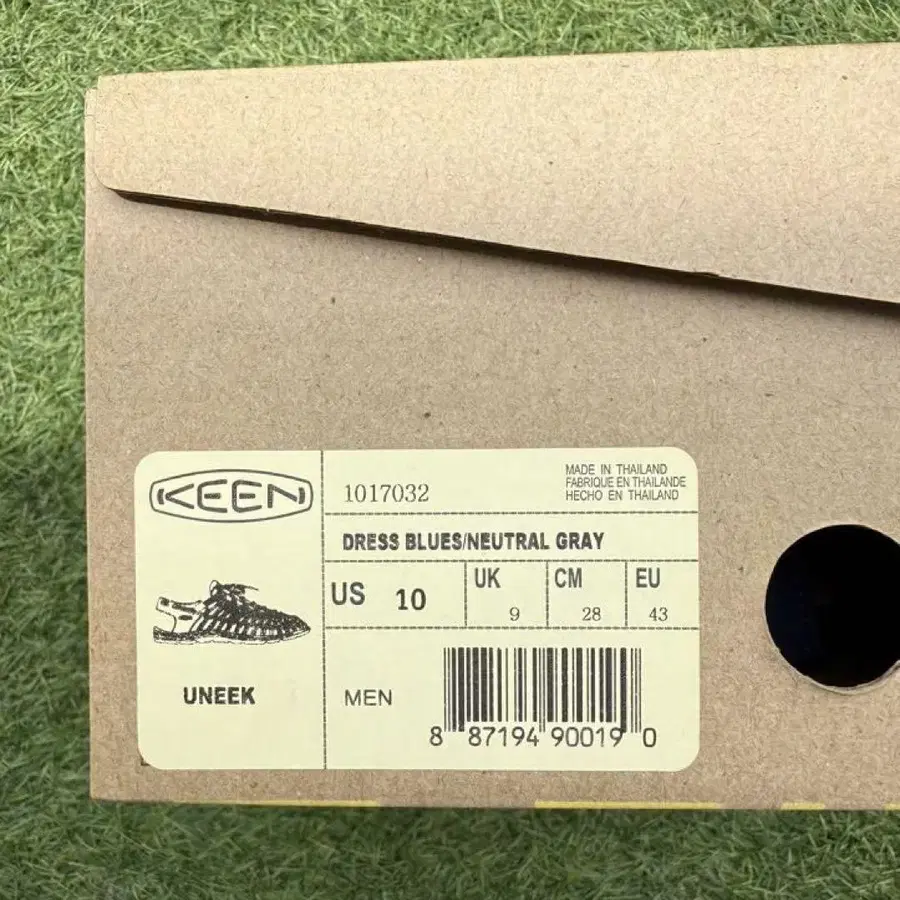 KEEN
1017032
MADE IN THAILAND
FABRIQUE EN THAILANDE
HECHO EN THAILAND
DRESS BLUES/NEUTRAL GRAY
US 10
UK 9
CM 28
EU 43
UNEEK
MEN
8 87194 90019 0